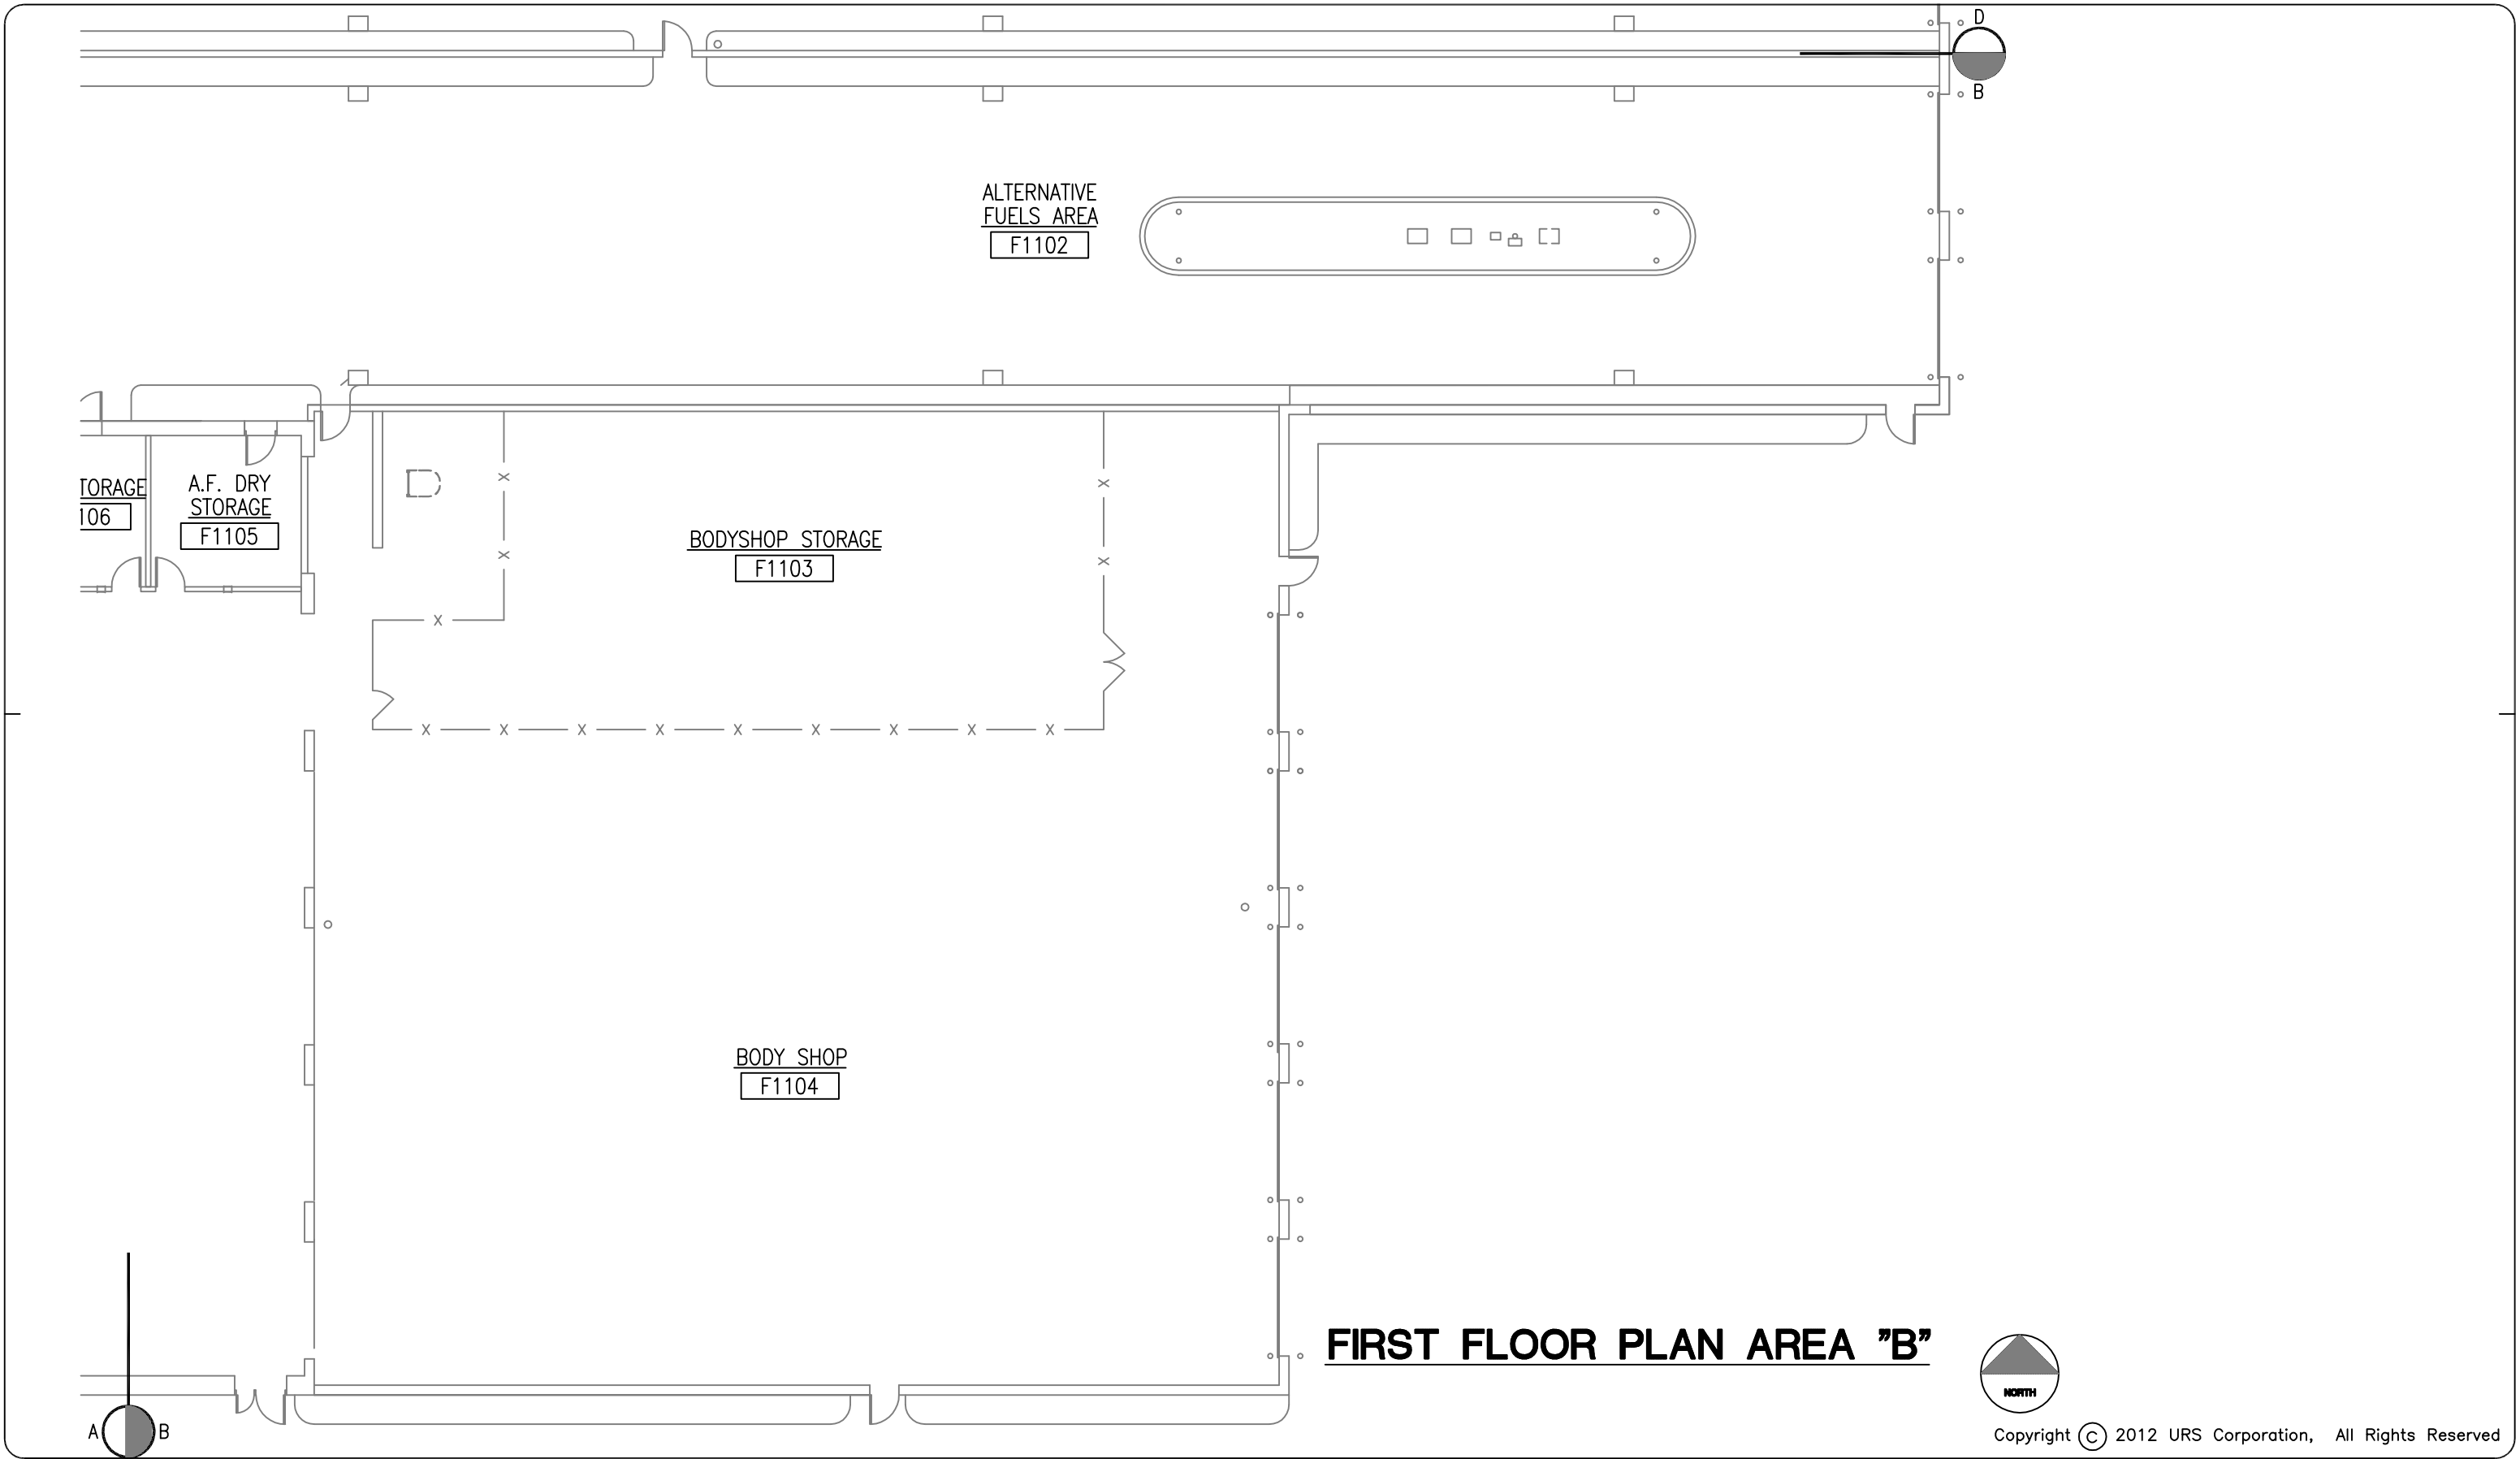 D
B
ALTERNATIVE
FUELS AREA
F1102
TORAGE
106
A.F. DRY
STORAGE
F1105
BODYSHOP STORAGE
F1103
BODY SHOP
F1104
FIRST FLOOR PLAN AREA "B"
NORTH
A B
Copyright © 2012 URS Corporation, All Rights Reserved